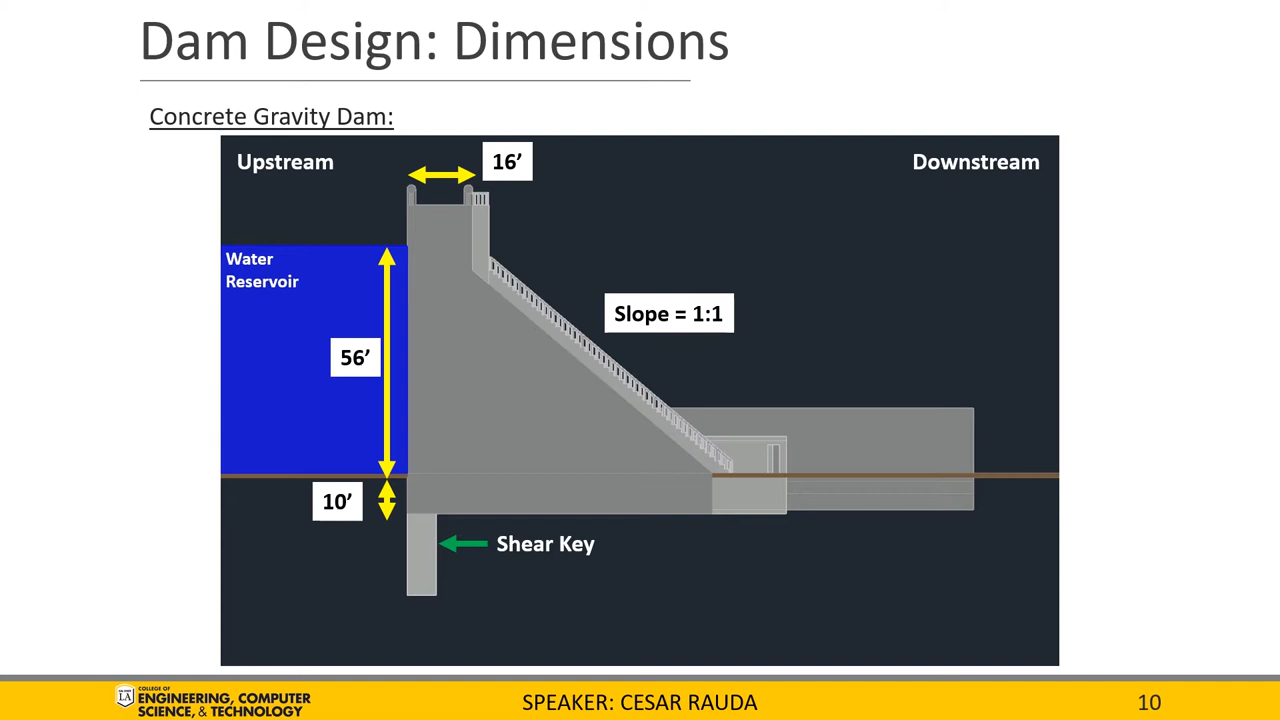 Dam Design: Dimensions
Concrete Gravity Dam:
Upstream
16’
Downstream
Water
Reservoir
Slope = 1:1
56’
10’
Shear Key
LA
COLLEGE OF
ENGINEERING, COMPUTER
SCIENCE, & TECHNOLOGY
SPEAKER: CESAR RAUDA
10